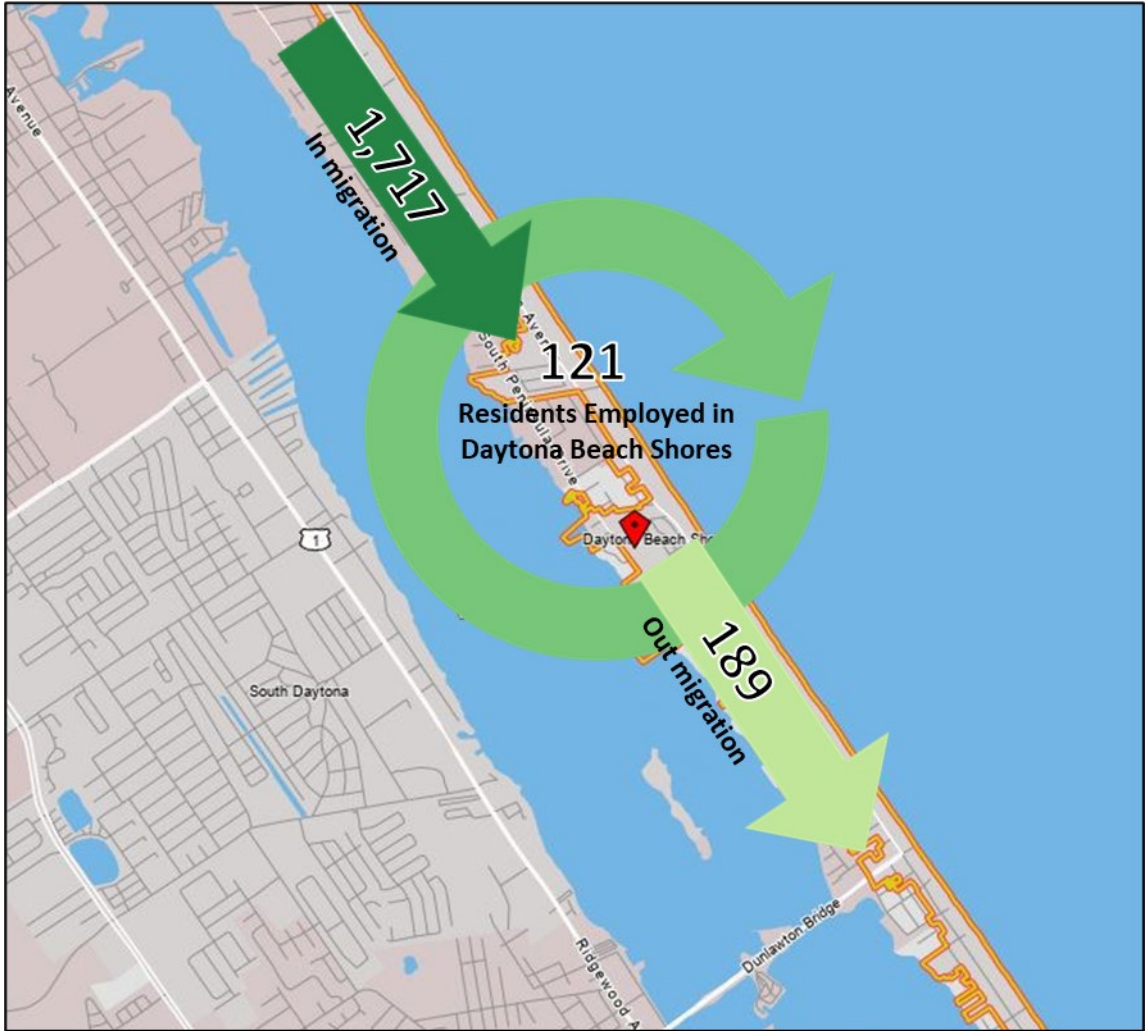 Avenue
1,717
In migration
Aven
South Peninsula Drive
121
Residents Employed in
Daytona Beach Shores
1
Daytona Beach Sho
189
Out migration
South Daytona
Dunlawton Bridge
Ridgewood A